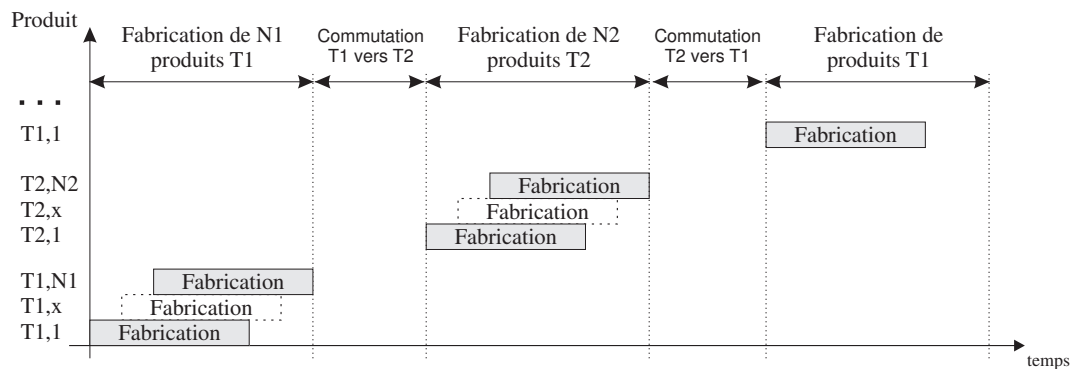 Produit
Fabrication de N1
produits T1
Commutation
T1 vers T2
Fabrication de N2
produits T2
Commutation
T2 vers T1
Fabrication de
produits T1
. . .
T1,1
Fabrication
T2,N2
Fabrication
T2,x
Fabrication
T2,1
Fabrication
T1,N1
Fabrication
T1,x
Fabrication
T1,1
Fabrication
temps